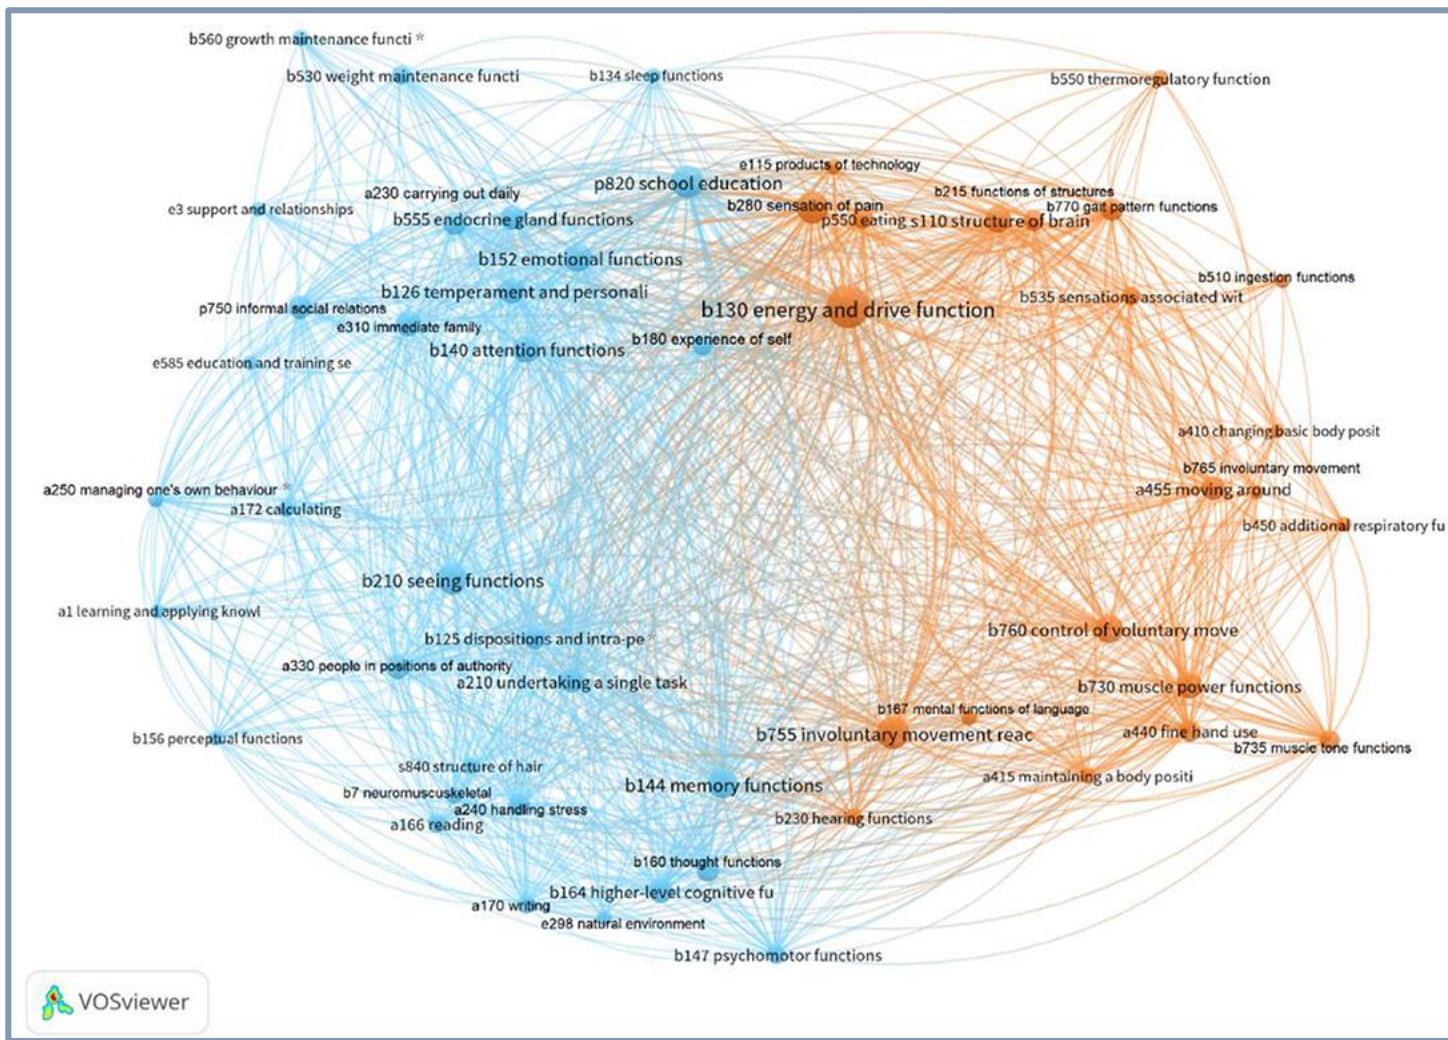 b560 growth maintenance functi *
b530 weight maintenance functi
b134 sleep functions
b550 thermoregulatory function
e115 products of technology
a230 carrying out daily
p820 school education
b215 functions of structures
e3 support and relationships
b280 sensation of pain
b770 gait pattern functions
b555 endocrine gland functions
p550 eating
s110 structure of brain
b152 emotional functions
b510 ingestion functions
b126 temperament and personali
b535 sensations associated wit
p750 informal social relations
b130 energy and drive function
e310 immediate family
b180 experience of self
b140 attention functions
e585 education and training se
a410 changing basic body posit
b765 involuntary movement
a250 managing one's own behaviour *
a455 moving around
a172 calculating
b450 additional respiratory fu
b210 seeing functions
a1 learning and applying knowl
b760 control of voluntary move
b125 dispositions and intra-pe *
a330 people in positions of authority
a210 undertaking a single task
b730 muscle power functions
b167 mental functions of language
b156 perceptual functions
b755 involuntary movement reac
a440 fine hand use
b735 muscle tone functions
s840 structure of hair
a415 maintaining a body positi
b144 memory functions
b7 neuromuscuskeletal
a240 handling stress
b230 hearing functions
a166 reading
b160 thought functions
b164 higher-level cognitive fu
a170 writing
e298 natural environment
b147 psychomotor functions
VOSviewer